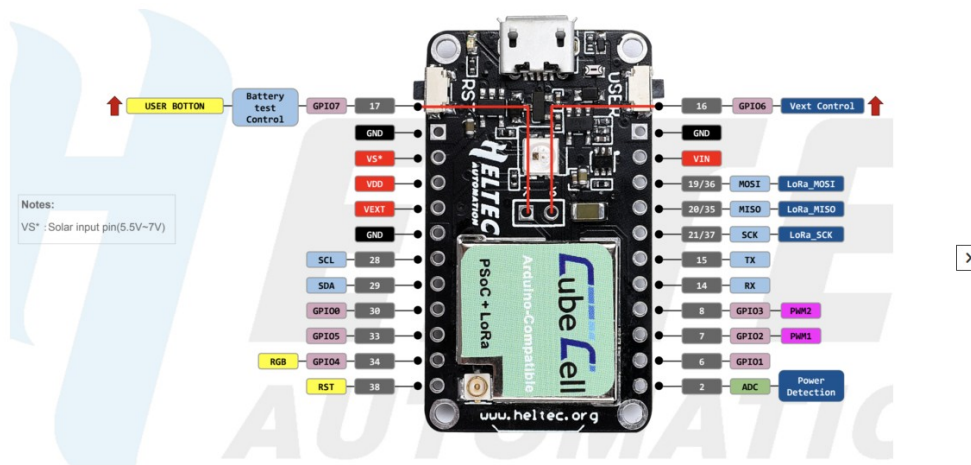 USER BOTTON Battery test Control GPIO7 17
16 GPIO6 Vext Control
GND
GND
VS*
VIN
VDD
19/36 MOSI LoRa_MOSI
VEXT
20/35 MISO LoRa_MISO
GND
21/37 SCK LoRa_SCK
SCL 28
15 TX
SDA 29
14 RX
GPIO0 30
8 GPIO3 PWM2
GPIO5 33
7 GPIO2 PWM1
RGB GPIO4 34
6 GPIO1
RST 38
2 ADC Power Detection
Notes:
VS* : Solar input pin(5.5V~7V)
RST
USER
HELTEC
AUTOMATION
CubeCell
Arduino-Compatible
PSoC + LoRa
www.heltec.org
AUTOMATIC